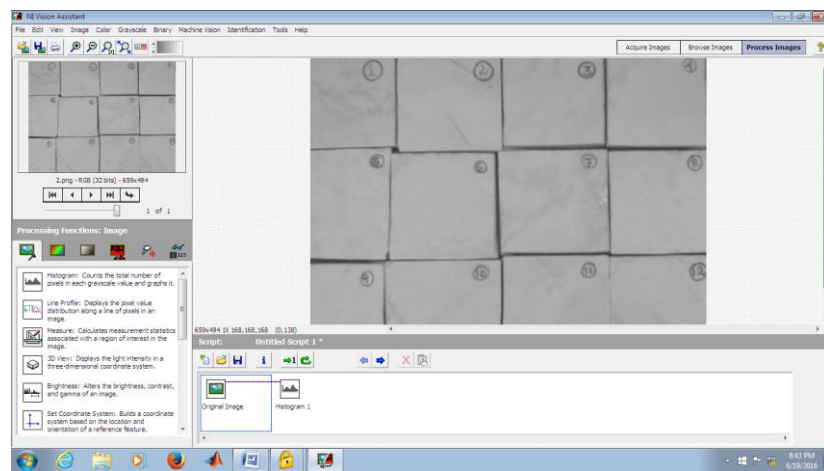 NI Vision Assistant
File Edit View Image Color Grayscale Binary Machine Vision Identification Tools Help
Acquire Images Browse Images Process Images
1 2 3 4
5 6 7 8
9 10 11 12
2.png - RGB (32 bits) - 659x494
1 of 1
Processing Functions: Image
Histogram: Counts the total number of
pixels in each grayscale value and graphs it.
Line Profile: Displays the pixel value
distribution along a line of pixels in an
image.
Measure: Calculates measurement statistics
associated with a region of interest in the
image.
3D View: Displays the light intensity in a
three-dimensional coordinate system.
Brightness: Alters the brightness, contrast,
and gamma of an image.
Set Coordinate System: Builds a coordinate
system based on the location and
orientation of a reference feature.
659x494 1X 168,168,168 (0,138)
Script: Untitled Script 1 *
Original Image
Histogram 1
8:43 PM
6/19/2016